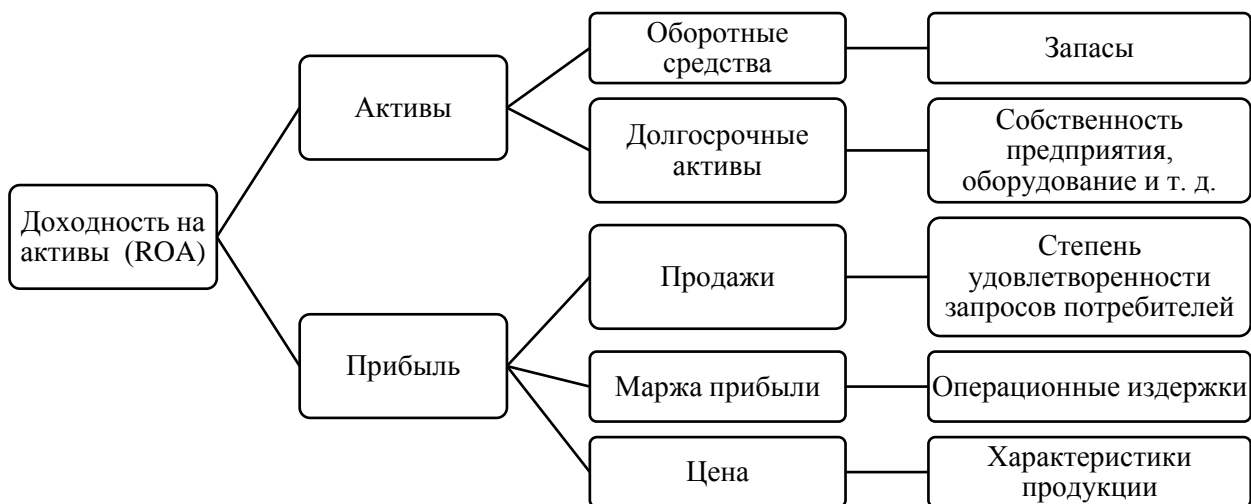 Доходность на
активы (ROA)
Активы
Оборотные
средства
Запасы
Долгосрочные
активы
Собственность
предприятия,
оборудование и т. д.
Прибыль
Продажи
Степень
удовлетворенности
запросов потребителей
Маржа прибыли
Операционные издержки
Цена
Характеристики
продукции